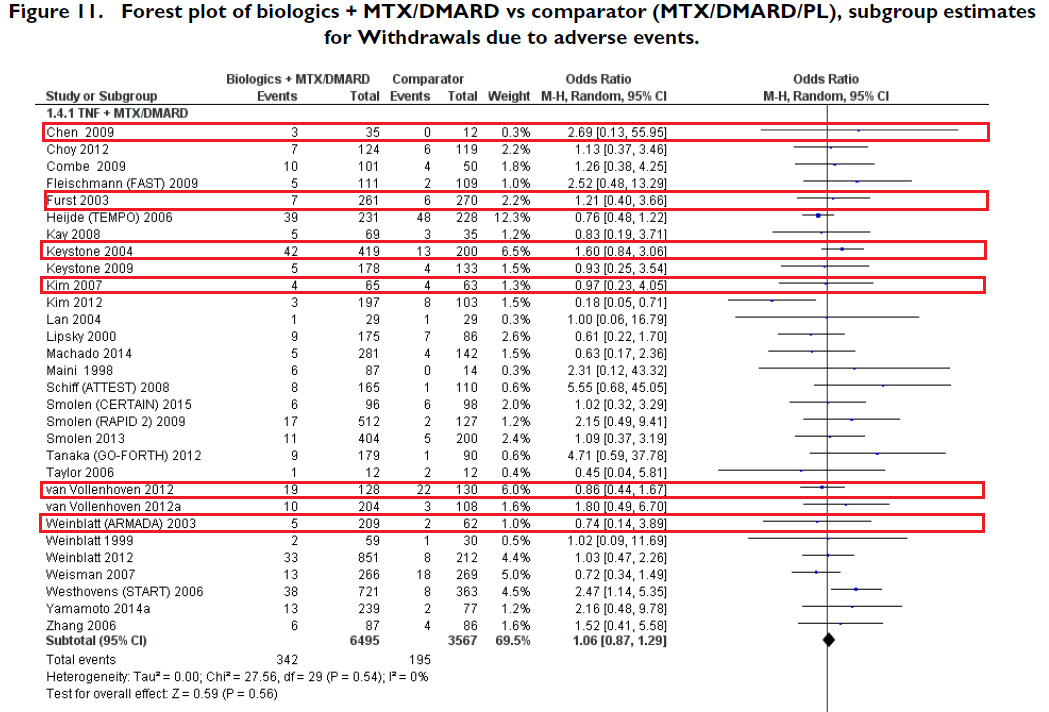 Figure 11. Forest plot of biologics + MTX/DMARD vs comparator (MTX/DMARD/PL), subgroup estimates
for Withdrawals due to adverse events.
Biologics + MTX/DMARD Comparator Odds Ratio Odds Ratio
Study or Subgroup Events Total Events Total Weight M-H, Random, 95% CI M-H, Random, 95% CI
1.4.1 TNF + MTX/DMARD
Chen 2009 3 35 0 12 0.3% 2.69 [0.13, 55.95]
Choy 2012 7 124 6 119 1.9% 1.13 [0.37, 3.46]
Combe 2009 10 101 4 50 1.8% 1.26 [0.38, 4.25]
Fleischmann (FAST) 2009 5 111 2 109 1.0% 2.52 [0.48, 13.29]
Furst 2003 7 261 6 270 2.2% 1.21 [0.40, 3.66]
Heijde (TEMPO) 2006 39 231 48 228 12.3% 0.76 [0.48, 1.22]
Kay 2008 5 69 3 35 1.2% 0.83 [0.19, 3.71]
Keystone 2004 42 419 13 200 6.5% 1.60 [0.84, 3.06]
Keystone 2009 5 178 4 133 1.5% 0.93 [0.25, 3.54]
Kim 2007 4 65 4 63 1.3% 0.97 [0.23, 4.05]
Kim 2012 3 197 8 103 1.5% 0.18 [0.05, 0.71]
Lan 2004 1 29 1 29 0.3% 1.00 [0.06, 16.79]
Lipsky 2000 9 175 7 86 2.6% 0.61 [0.22, 1.70]
Machado 2014 5 281 4 142 1.5% 0.63 [0.17, 2.36]
Maini 1998 6 87 0 14 0.3% 2.31 [0.12, 43.32]
Schiff (ATTEST) 2008 8 165 1 110 0.6% 5.55 [0.68, 45.05]
Smolen (CERTAIN) 2015 6 96 6 98 2.0% 1.02 [0.32, 3.29]
Smolen (RAPID 2) 2009 17 512 2 127 1.2% 2.15 [0.49, 9.41]
Smolen 2013 11 404 5 200 2.4% 1.09 [0.37, 3.19]
Tanaka (GO-FORTH) 2012 9 179 1 90 0.6% 4.71 [0.59, 37.78]
Taylor 2006 1 12 2 12 0.4% 0.45 [0.04, 5.81]
van Vollenhoven 2012 19 128 22 130 6.0% 0.86 [0.44, 1.67]
van Vollenhoven 2012a 10 204 3 108 1.6% 1.80 [0.49, 6.70]
Weinblatt (ARMADA) 2003 5 209 2 62 1.0% 0.74 [0.14, 3.89]
Weinblatt 1999 2 59 1 30 0.5% 1.02 [0.09, 11.69]
Weinblatt 2012 33 851 8 212 4.4% 1.03 [0.47, 2.26]
Weisman 2007 13 266 18 269 5.0% 0.72 [0.34, 1.49]
Westhovens (START) 2006 38 721 8 363 4.5% 2.47 [1.14, 5.35]
Yamamoto 2014a 13 239 2 77 1.2% 2.16 [0.48, 9.78]
Zhang 2006 6 87 4 86 1.6% 1.52 [0.41, 5.58]
Subtotal (95% CI) 6495 3567 69.5% 1.06 [0.87, 1.29]
Total events 342 195
Heterogeneity: Tau² = 0.00; Chi² = 27.56, df = 29 (P = 0.54); I² = 0%
Test for overall effect: Z = 0.59 (P = 0.56)